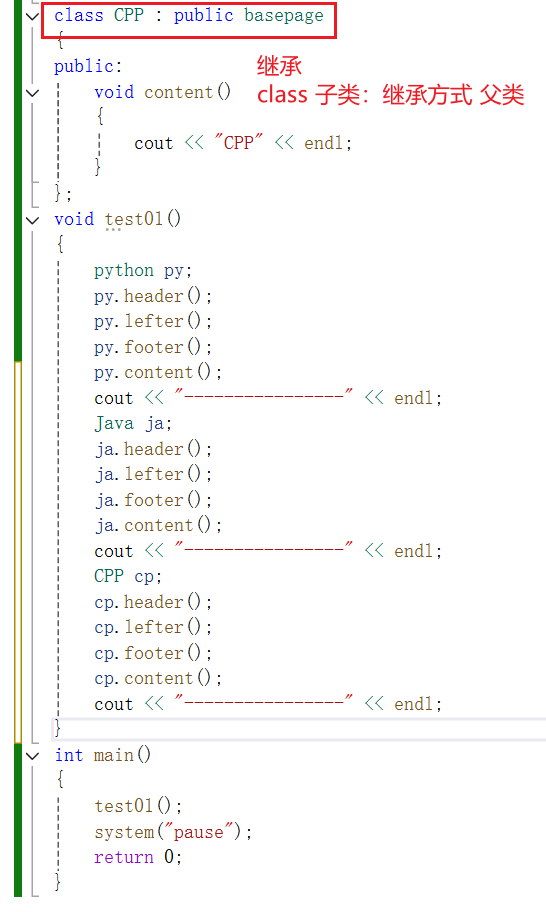 class CPP : public basepage
{
public:
继承
void content()
class 子类：继承方式 父类
{
cout << "CPP" << endl;
}
};
void test01()
{
python py;
py.header();
py.lefter();
py.footer();
py.content();
cout << "----------------" << endl;
Java ja;
ja.header();
ja.lefter();
ja.footer();
ja.content();
cout << "----------------" << endl;
CPP cp;
cp.header();
cp.lefter();
cp.footer();
cp.content();
cout << "----------------" << endl;
}
int main()
{
test01();
system("pause");
return 0;
}